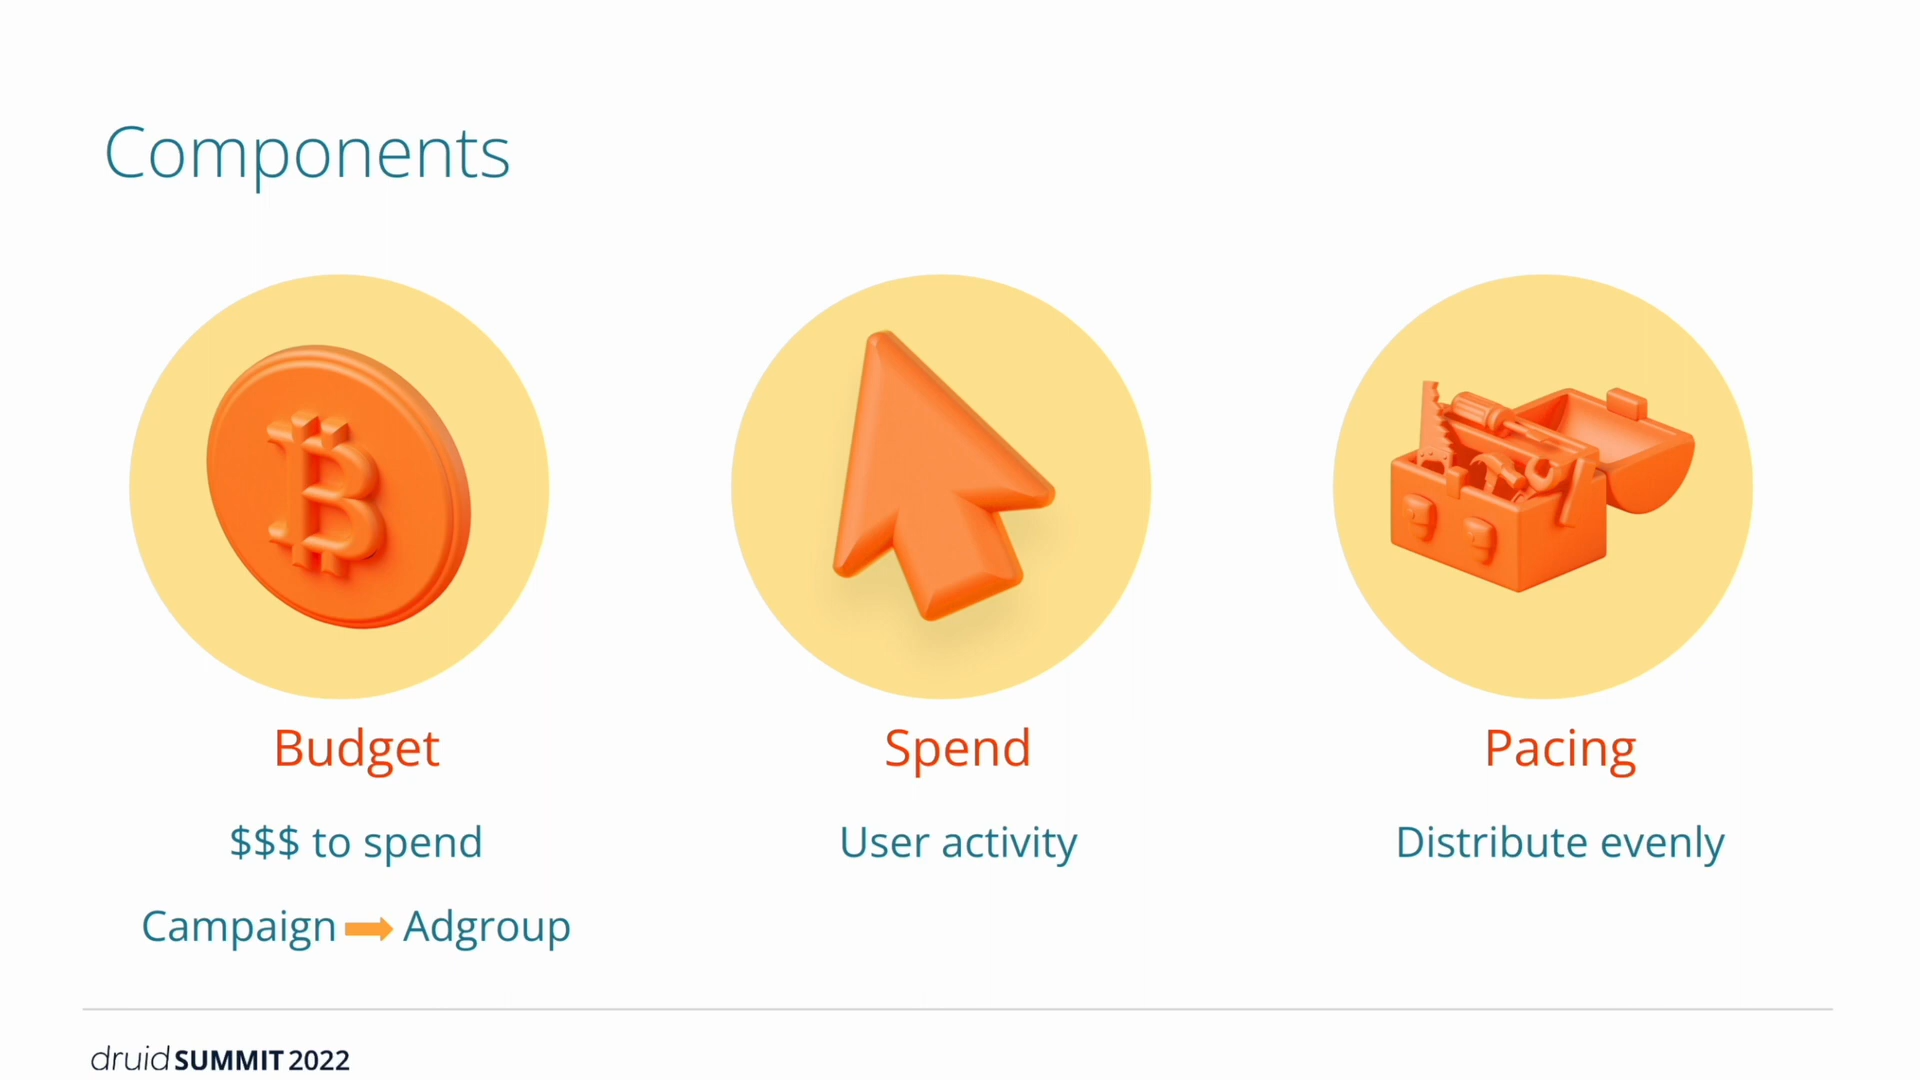 Components
Budget
$$$ to spend
Campaign Adgroup
Spend
User activity
Pacing
Distribute evenly
druid SUMMIT 2022